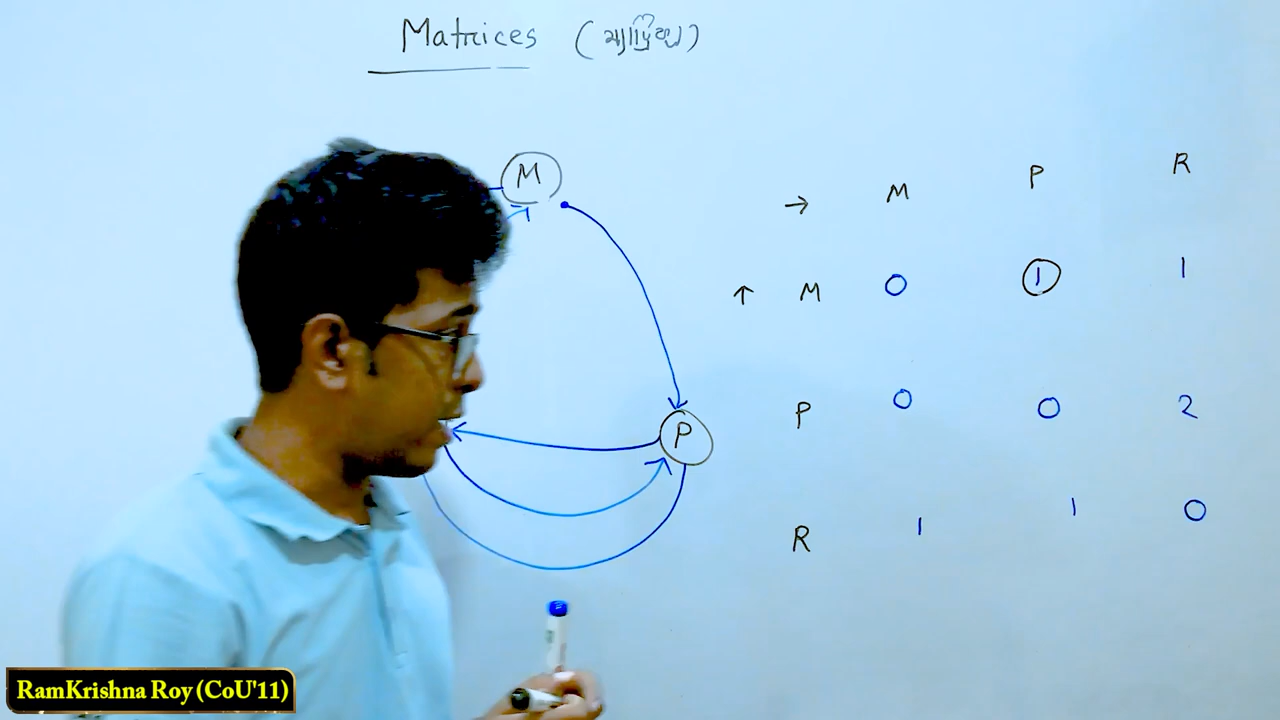 Matrices (ম্যাট্রিক্স)
M
P
→ M P R
↑ M 0 1 1
P 0 0 2
R 1 1 0
RamKrishna Roy (CoU'11)